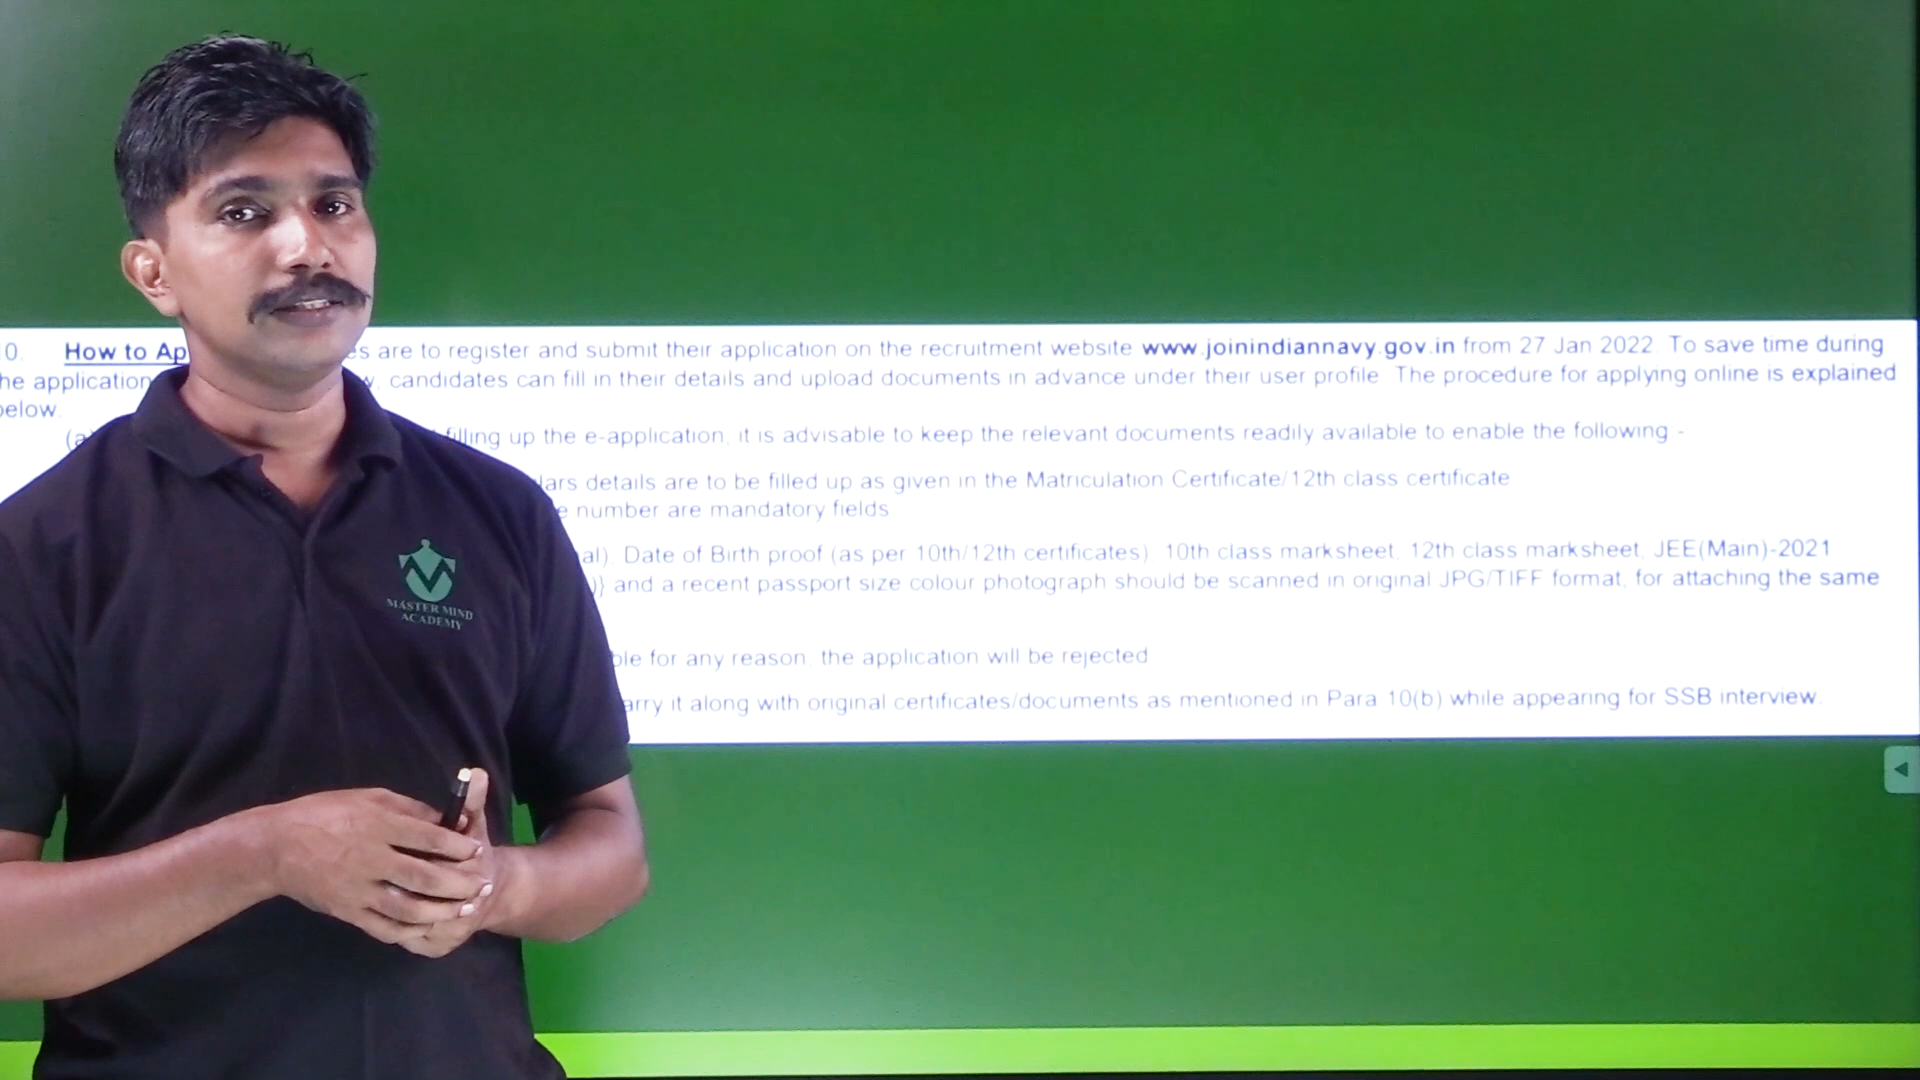 0. How to Ap es are to register and submit their application on the recruitment website www.joinindiannavy.gov.in from 27 Jan 2022. To save time during
he application w, candidates can fill in their details and upload documents in advance under their user profile. The procedure for applying online is explained
below.
(a filling up the e-application, it is advisable to keep the relevant documents readily available to enable the following -
lars details are to be filled up as given in the Matriculation Certificate/12th class certificate
e number are mandatory fields
al). Date of Birth proof (as per 10th/12th certificates). 10th class marksheet, 12th class marksheet, JEE(Main)-2021
)} and a recent passport size colour photograph should be scanned in original JPG/TIFF format, for attaching the same
ble for any reason, the application will be rejected
arry it along with original certificates/documents as mentioned in Para 10(b) while appearing for SSB interview.
MASTER MIND
ACADEMY